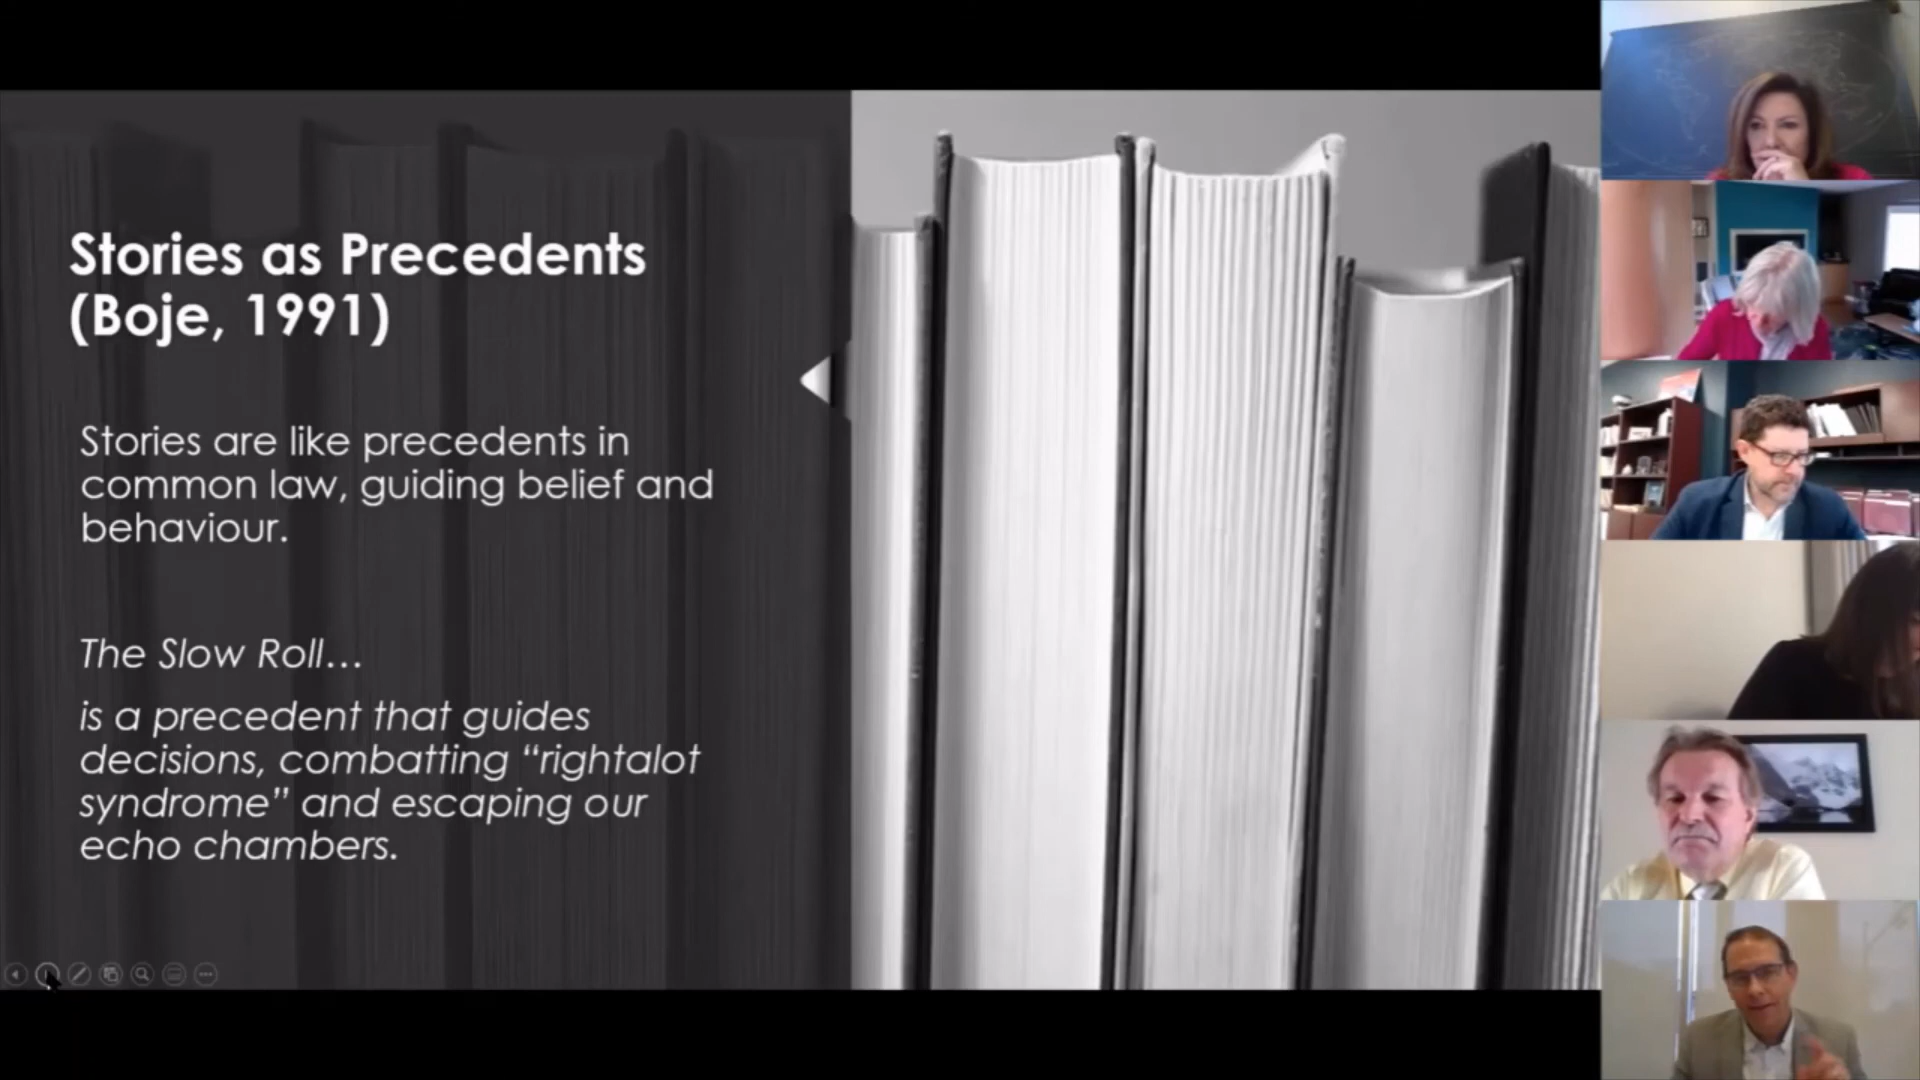 Stories as Precedents
(Boje, 1991)
Stories are like precedents in
common law, guiding belief and
behaviour.
The Slow Roll...
is a precedent that guides
decisions, combatting “rightalot
syndrome” and escaping our
echo chambers.